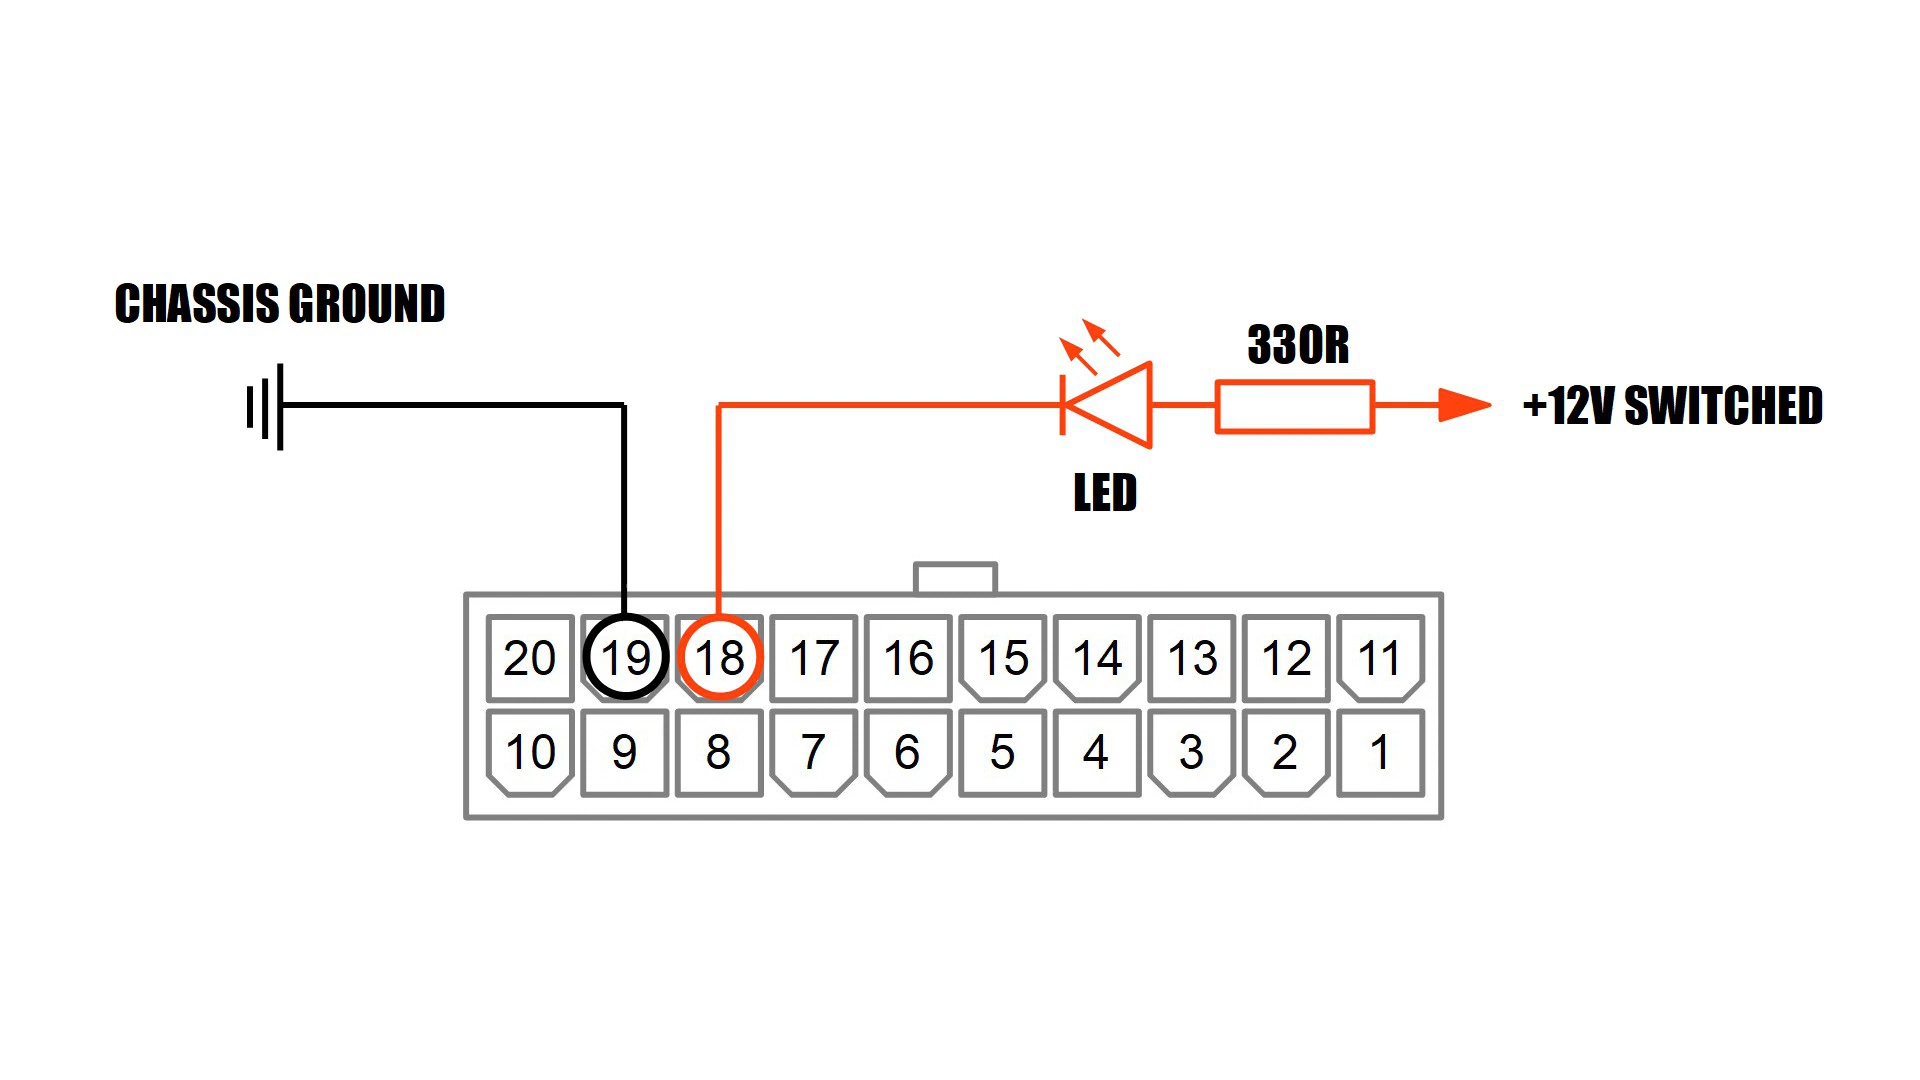 CHASSIS GROUND
330R
+12V SWITCHED
LED
20 19 18 17 16 15 14 13 12 11
10 9 8 7 6 5 4 3 2 1